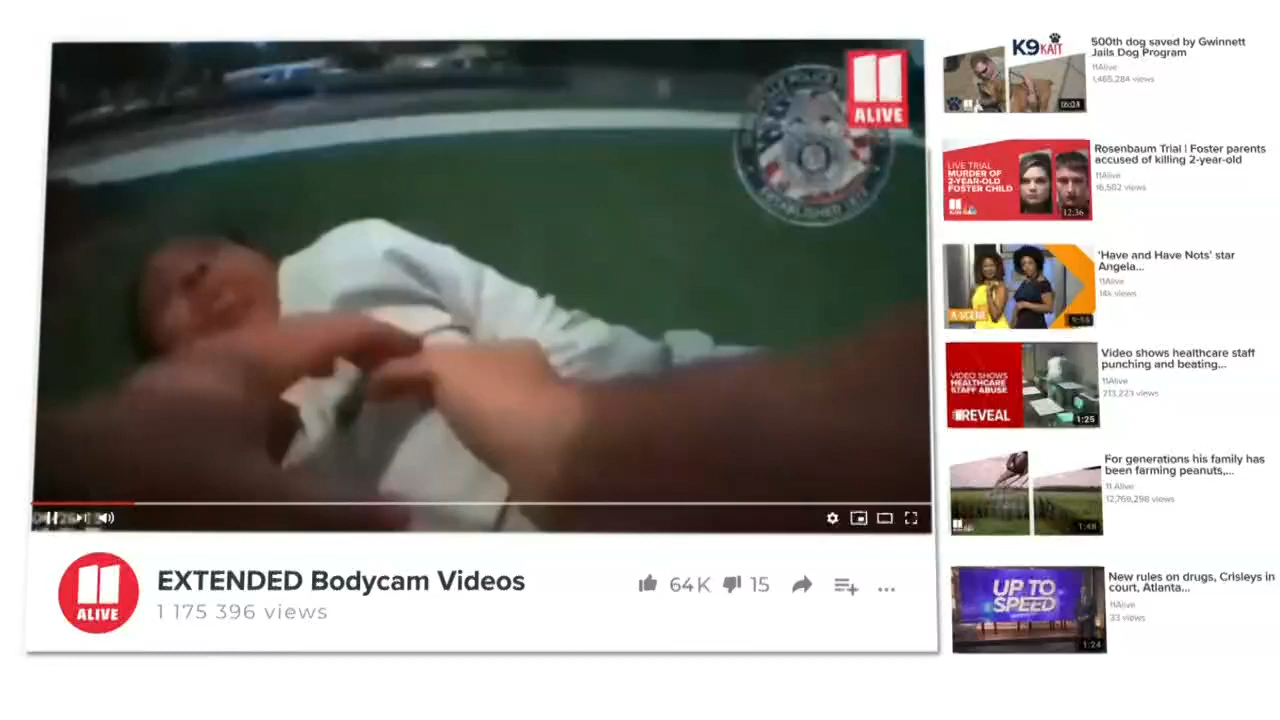 ALIVE
ALIVE
EXTENDED Bodycam Videos
1 175 396 views
64K
15
...
K9 KAIT
06:24
500th dog saved by Gwinnett
Jails Dog Program
11Alive
1,465,284 views
LIVE TRIAL
MURDER OF
2-YEAR-OLD
FOSTER CHILD
12:36
Rosenbaum Trial | Foster parents
accused of killing 2-year-old
11Alive
16,582 views
A-SCENE
'Have and Have Nots' star
Angela...
11Alive
14k views
VIDEO SHOWS
HEALTHCARE
STAFF ABUSE
REVEAL
1:25
Video shows healthcare staff
punching and beating...
11Alive
213,223 views
1:48
For generations his family has
been farming peanuts,...
11 Alive
12,769,298 views
UP TO
SPEED
1:24
New rules on drugs, Crisleys in
court, Atlanta...
11Alive
33 views